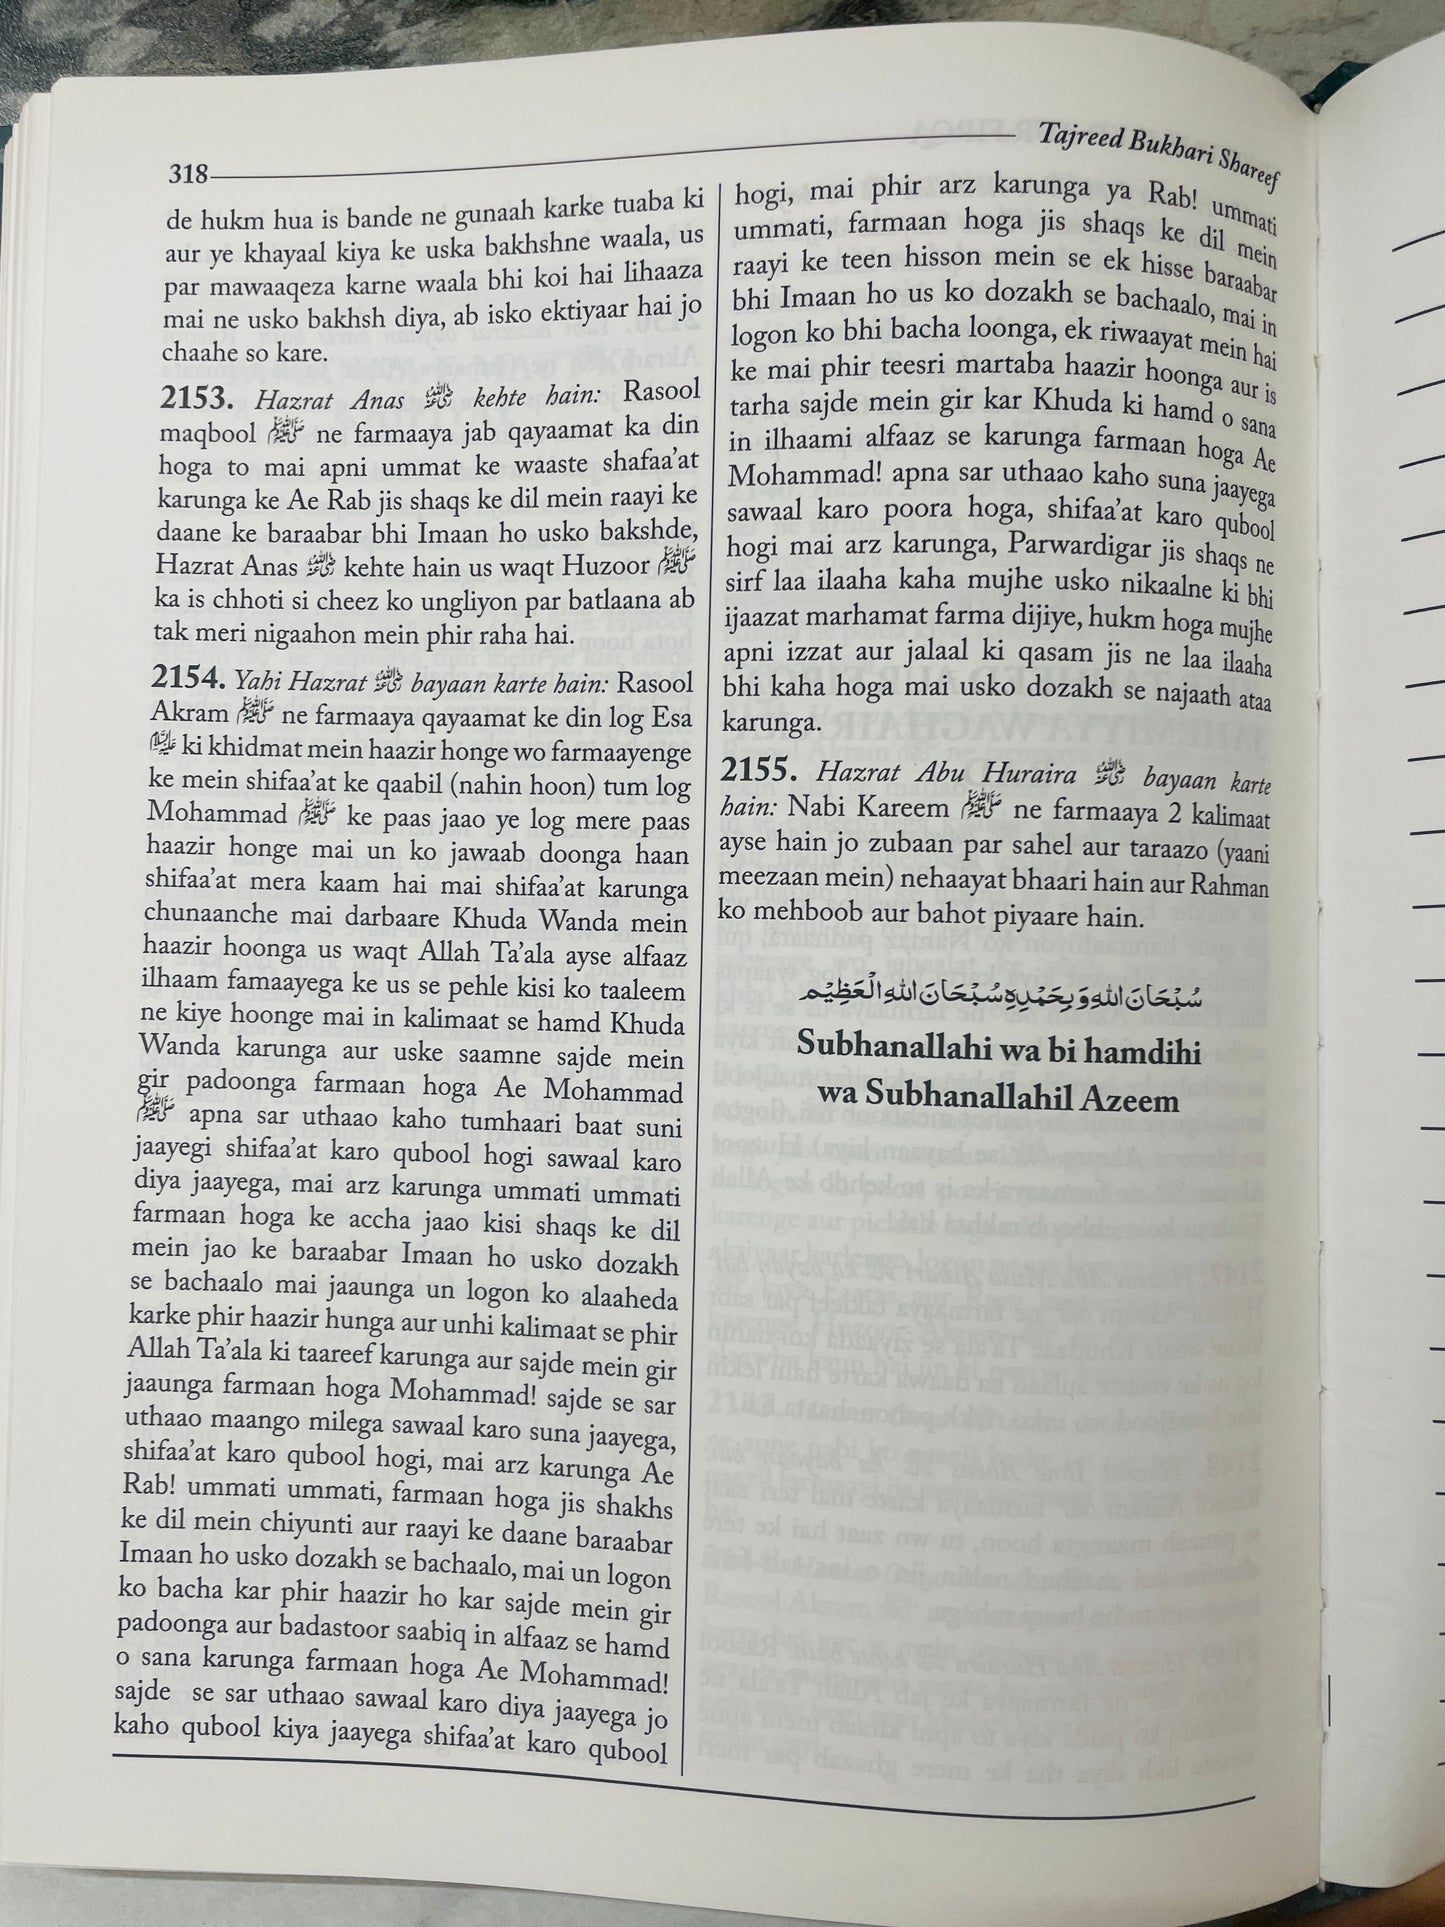 318
Tajreed Bukhari Shareef
de hukm hua is bande ne gunaah karke tuaba ki
aur ye khayaal kiya ke uska bakhshne waala, us
par mawaaqeza karne waala bhi koi hai lihaaza
mai ne usko bakhsh diya, ab isko ektiyaar hai jo
chaahe so kare.
2153. Hazrat Anas ﷜ kehte hain: Rasool
maqbool ﷺ ne farmaaya jab qayaamat ka din
hoga to mai apni ummat ke waaste shafaa’at
karunga ke Ae Rab jis shaqs ke dil mein raayi ke
daane ke baraabar bhi Imaan ho usko bakshde,
Hazrat Anas ﷜ kehte hain us waqt Huzoor ﷺ
ka is chhoti si cheez ko ungliyon par batlaana ab
tak meri nigaahon mein phir raha hai.
2154. Yahi Hazrat ﷜ bayaan karte hain: Rasool
Akram ﷺ ne farmaaya qayaamat ke din log Esa
﷤ ki khidmat mein haazir honge wo farmaayenge
ke mein shifaa’at ke qaabil (nahin hoon) tum log
Mohammad ﷺ ke paas jaao ye log mere paas
haazir honge mai un ko jawaab doonga haan
shifaa’at mera kaam hai mai shifaa’at karunga
chunaanche mai darbaare Khuda Wanda mein
haazir hoonga us waqt Allah Ta’ala ayse alfaaz
ilhaam famaayega ke us se pehle kisi ko taaleem
ne kiye hoonge mai in kalimaat se hamd Khuda
Wanda karunga aur uske saamne sajde mein
gir padoonga farmaan hoga Ae Mohammad
ﷺ apna sar uthaao kaho tumhaari baat suni
jaayegi shifaa’at karo qubool hogi sawaal karo
diya jaayega, mai arz karunga ummati ummati
farmaan hoga ke accha jaao kisi shaqs ke dil
mein jao ke baraabar Imaan ho usko dozakh
se bachaalo mai jaaunga un logon ko alaaheda
karke phir haazir hunga aur unhi kalimaat se phir
Allah Ta’ala ki taareef karunga aur sajde mein gir
jaaunga farmaan hoga Mohammad! sajde se sar
uthaao maango milega sawaal karo suna jaayega,
shifaa’at karo qubool hogi, mai arz karunga Ae
Rab! ummati ummati, farmaan hoga jis shakhs
ke dil mein chiyunti aur raayi ke daane baraabar
Imaan ho usko dozakh se bachaalo, mai un logon
ko bacha kar phir haazir ho kar sajde mein gir
padoonga aur badastoor saabiq in alfaaz se hamd
o sana karunga farmaan hoga Ae Mohammad!
sajde se sar uthaao sawaal karo diya jaayega jo
kaho qubool kiya jaayega shifaa’at karo qubool
hogi, mai phir arz karunga ya Rab! ummati
ummati, farmaan hoga jis shaqs ke dil mein
raayi ke teen hisson mein se ek hisse baraabar
bhi Imaan ho us ko dozakh se bachaalo, mai in
logon ko bhi bacha loonga, ek riwaayat mein hai
ke mai phir teesri martaba haazir hoonga aur is
tarha sajde mein gir kar Khuda ki hamd o sana
in ilhaami alfaaz se karunga farmaan hoga Ae
Mohammad! apna sar uthaao kaho suna jaayega
sawaal karo poora hoga, shifaa’at karo qubool
hogi mai arz karunga, Parwardigar jis shaqs ne
sirf laa ilaaha kaha mujhe usko nikaalne ki bhi
ijaazat marhamat farma dijiye, hukm hoga mujhe
apni izzat aur jalaal ki qasam jis ne laa ilaaha
bhi kaha hoga mai usko dozakh se najaath ataa
karunga.
2155. Hazrat Abu Huraira ﷜ bayaan karte
hain: Nabi Kareem ﷺ ne farmaaya 2 kalimaat
ayse hain jo zubaan par sahel aur taraazo (yaani
meezaan mein) nehaayat bhaari hain aur Rahman
ko mehboob aur bahot piyaare hain.
سُبْحَانَ اللهِ وَ بِحَمْدِهٖ سُبْحَانَ اللهِ الْعَظِيْم
Subhanallahi wa bi hamdihi
wa Subhanallahil Azeem